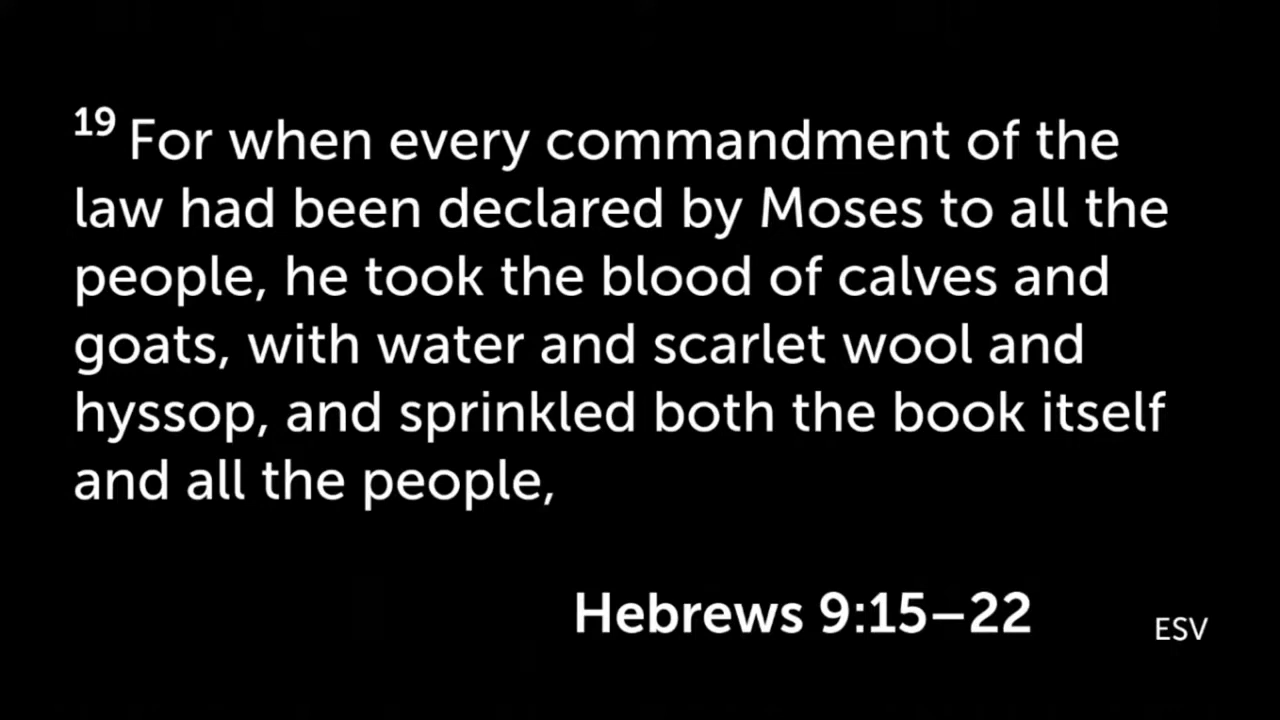 19 For when every commandment of the
law had been declared by Moses to all the
people, he took the blood of calves and
goats, with water and scarlet wool and
hyssop, and sprinkled both the book itself
and all the people,
Hebrews 9:15–22
ESV